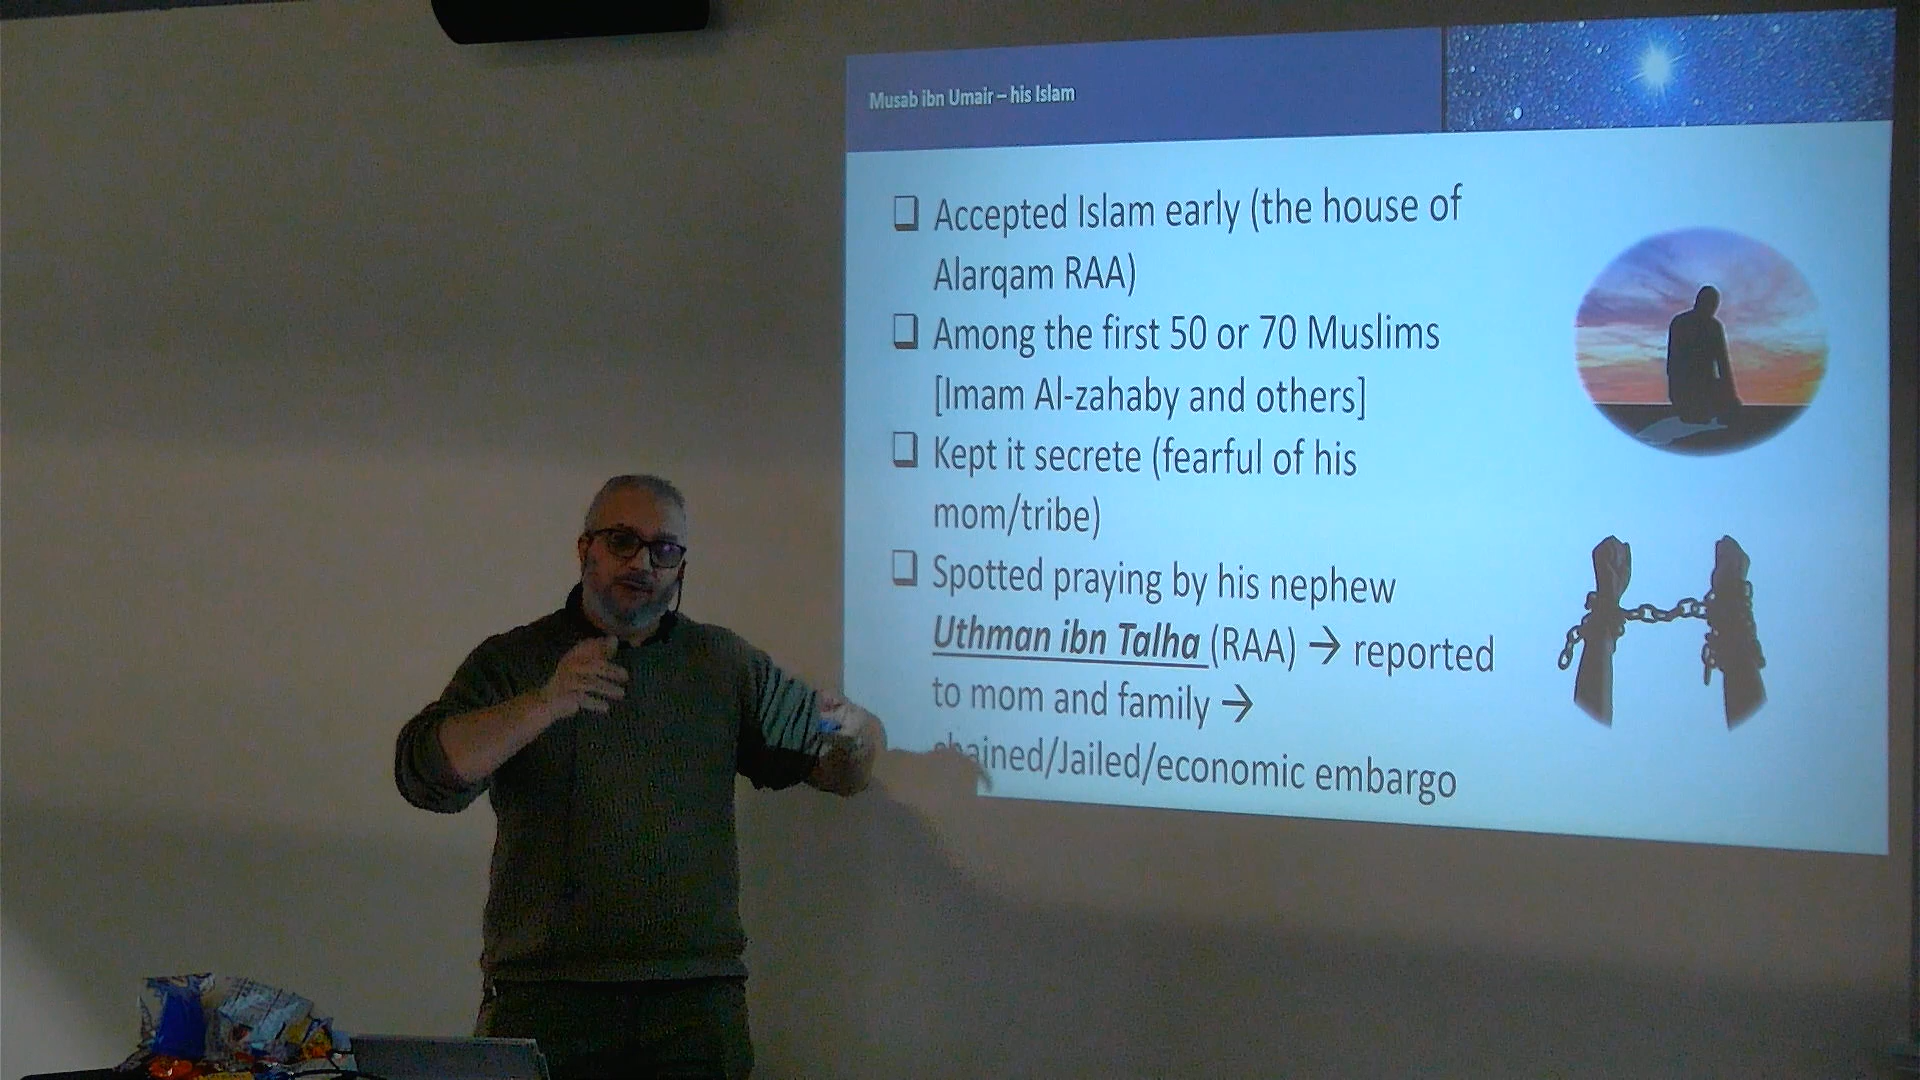 Musab ibn Umair – his Islam
❑ Accepted Islam early (the house of
Alarqam RAA)
❑ Among the first 50 or 70 Muslims
[Imam Al-zahaby and others]
❑ Kept it secrete (fearful of his
mom/tribe)
❑ Spotted praying by his nephew
Uthman ibn Talha (RAA) → reported
to mom and family →
chained/Jailed/economic embargo